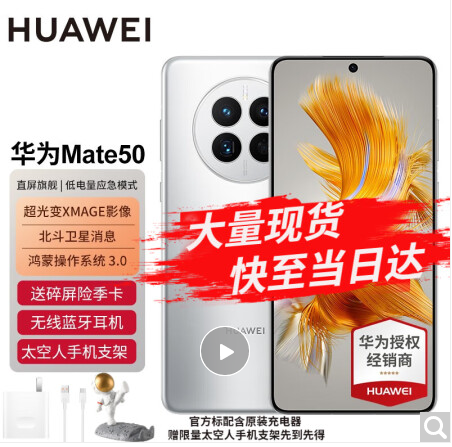 HUAWEI
华为Mate50
直屏旗舰 | 低电量应急模式
超光变XMAGE影像
北斗卫星消息
鸿蒙操作系统 3.0
送碎屏险季卡
无线蓝牙耳机
太空人手机支架
大量现货
快至当日达
HUAWEI
华为授权
经销商
HUAWEI
官方标配含原装充电器
赠限量太空人手机支架先到先得